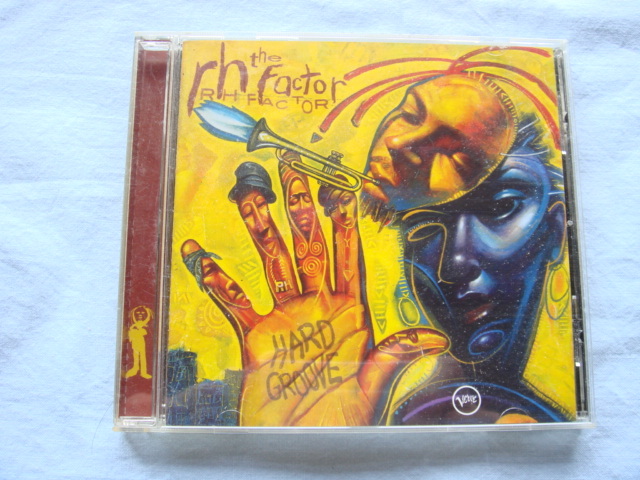 the
rh factor
RH FACTOR
RH
HARD
GROOVE
Verve